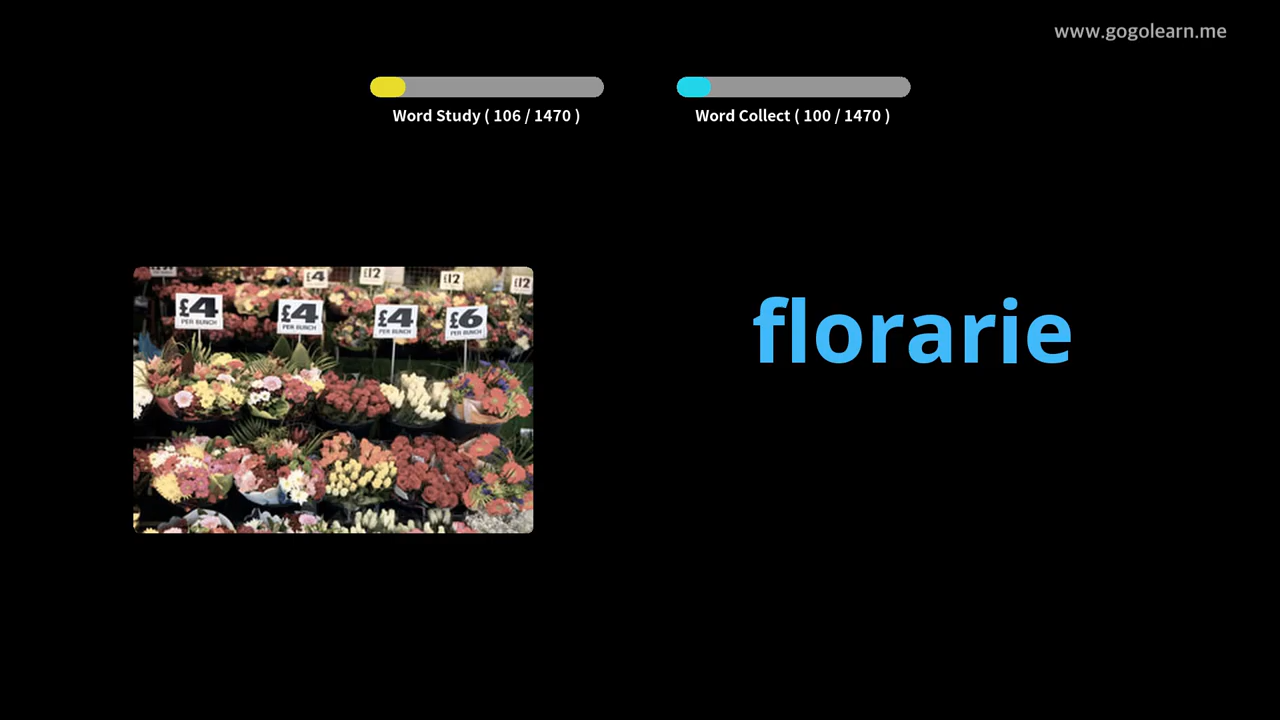 www.gogolearn.me
Word Study ( 106 / 1470 )
Word Collect ( 100 / 1470 )
£4
£12
£12
£12
£4
PER BUNCH
£4
PER BUNCH
£4
PER BUNCH
£6
PER BUNCH
florarie